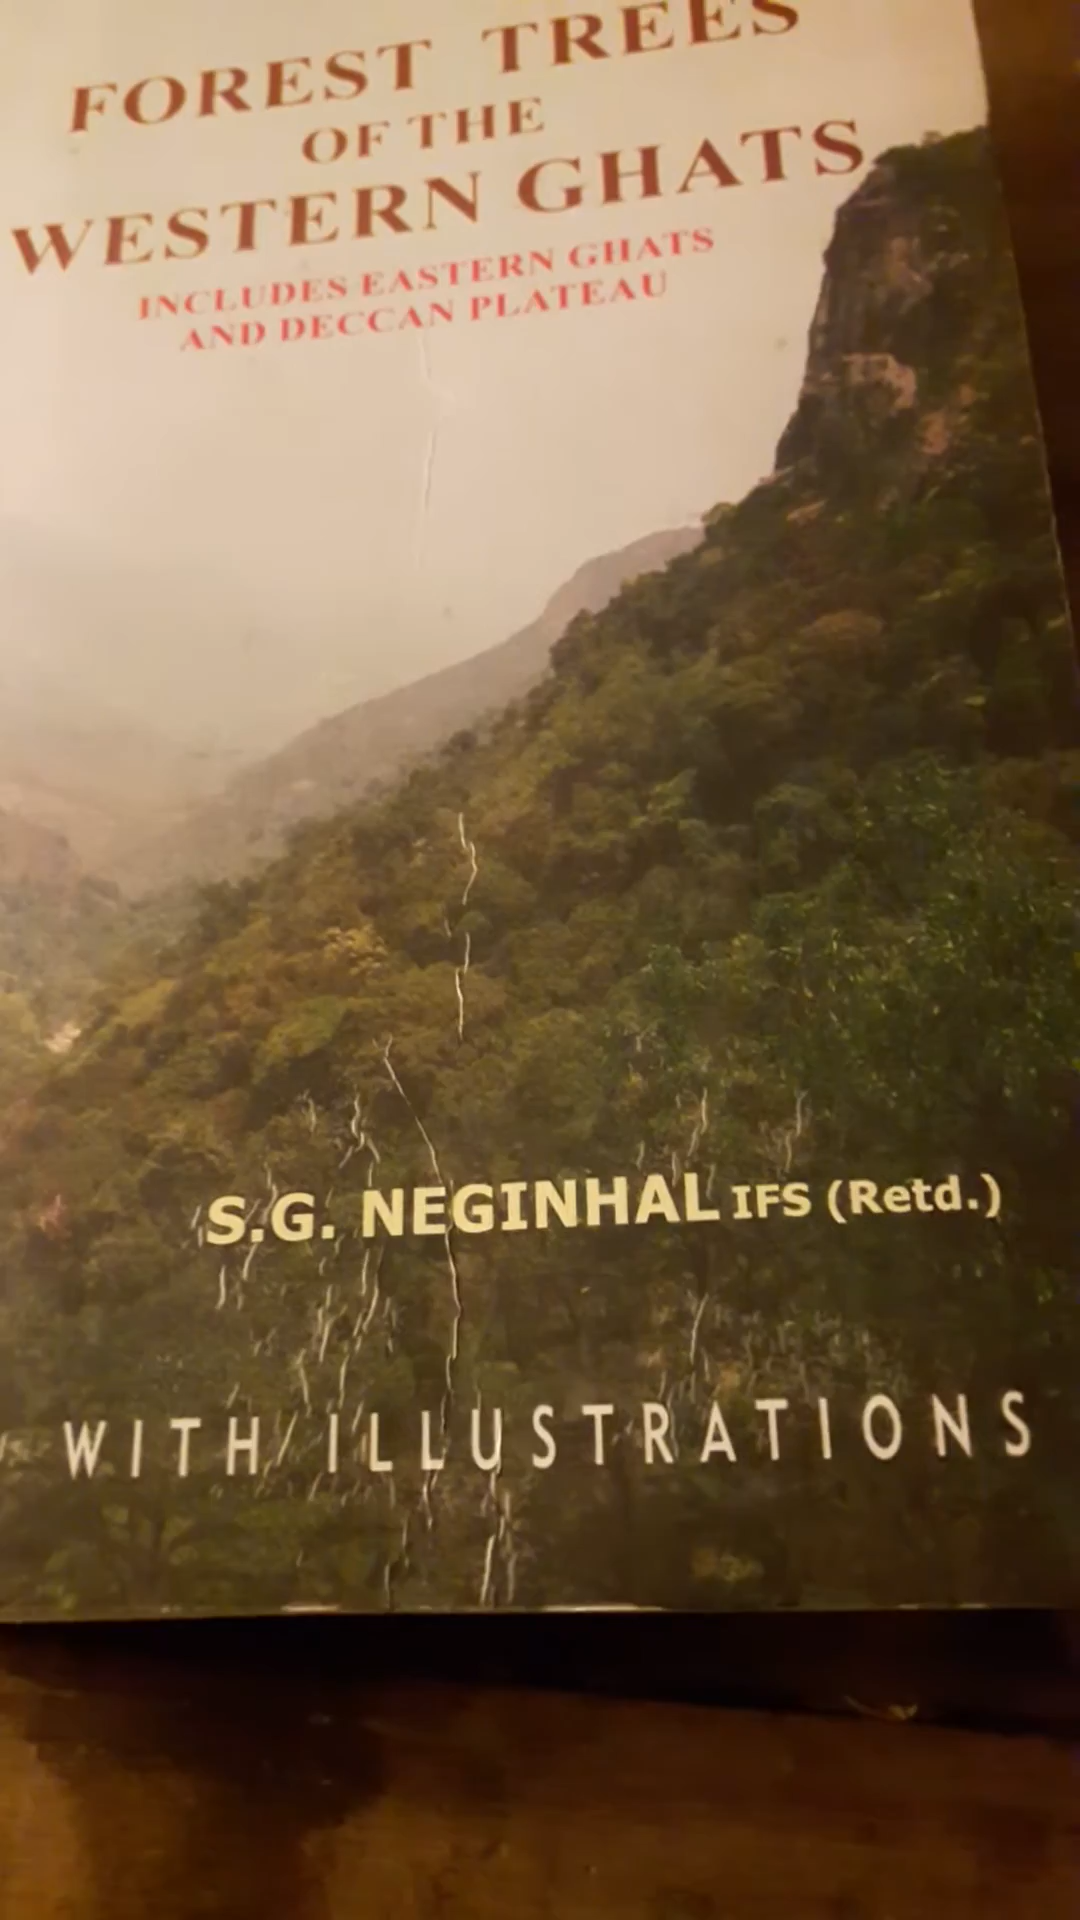 FOREST TREES
OF THE
WESTERN GHATS
INCLUDES EASTERN GHATS
AND DECCAN PLATEAU
S.G. NEGINHAL IFS (Retd.)
WITH ILLUSTRATIONS